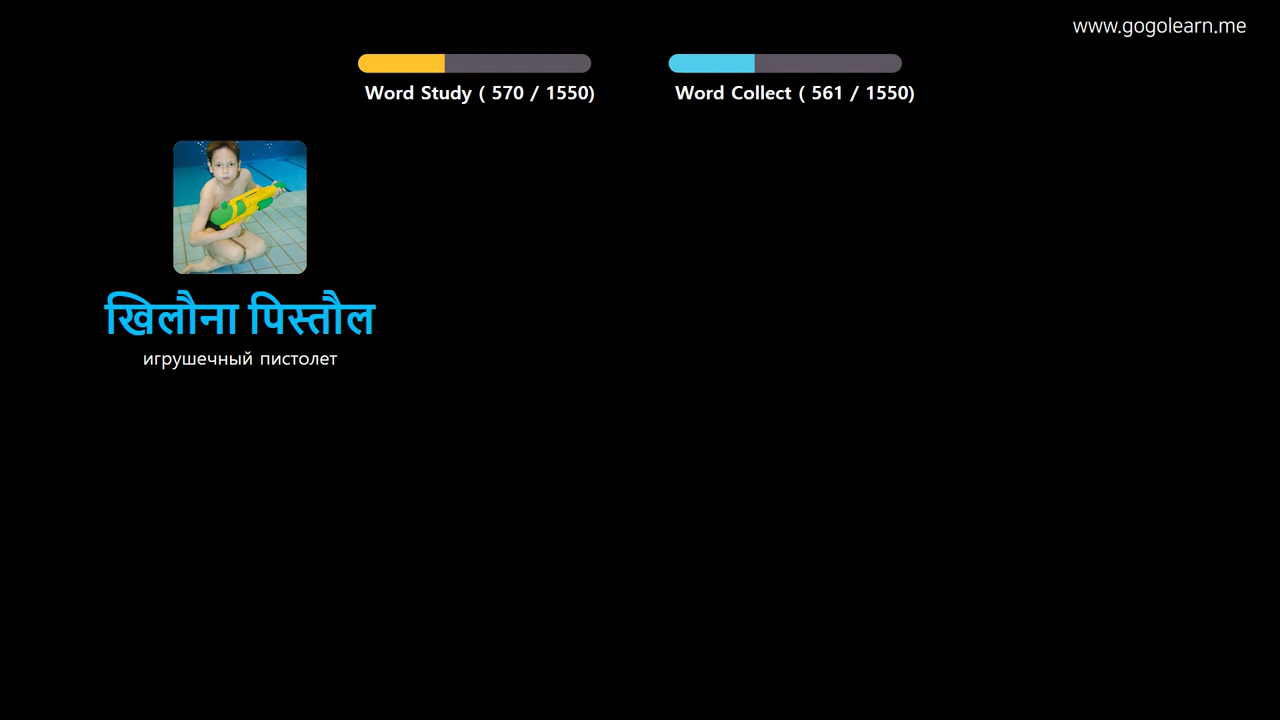 www.gogolearn.me
Word Study ( 570 / 1550)
Word Collect ( 561 / 1550)
खिलौना पिस्तौल
игрушечный пистолет